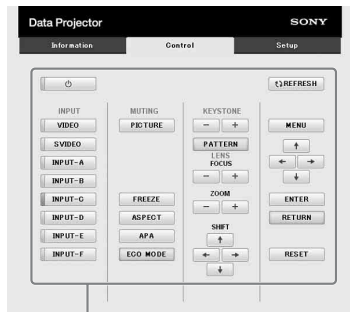 Data Projector
SONY
Information
Control
Setup
REFRESH
INPUT
MUTING
KEYSTONE
VIDEO
PICTURE
- +
MENU
S VIDEO
PATTERN
LENS
FOCUS
INPUT-A
- +
INPUT-B
ZOOM
INPUT-C
FREEZE
- +
ENTER
INPUT-D
ASPECT
RETURN
SHIFT
INPUT-E
APA
INPUT-F
ECO MODE
RESET